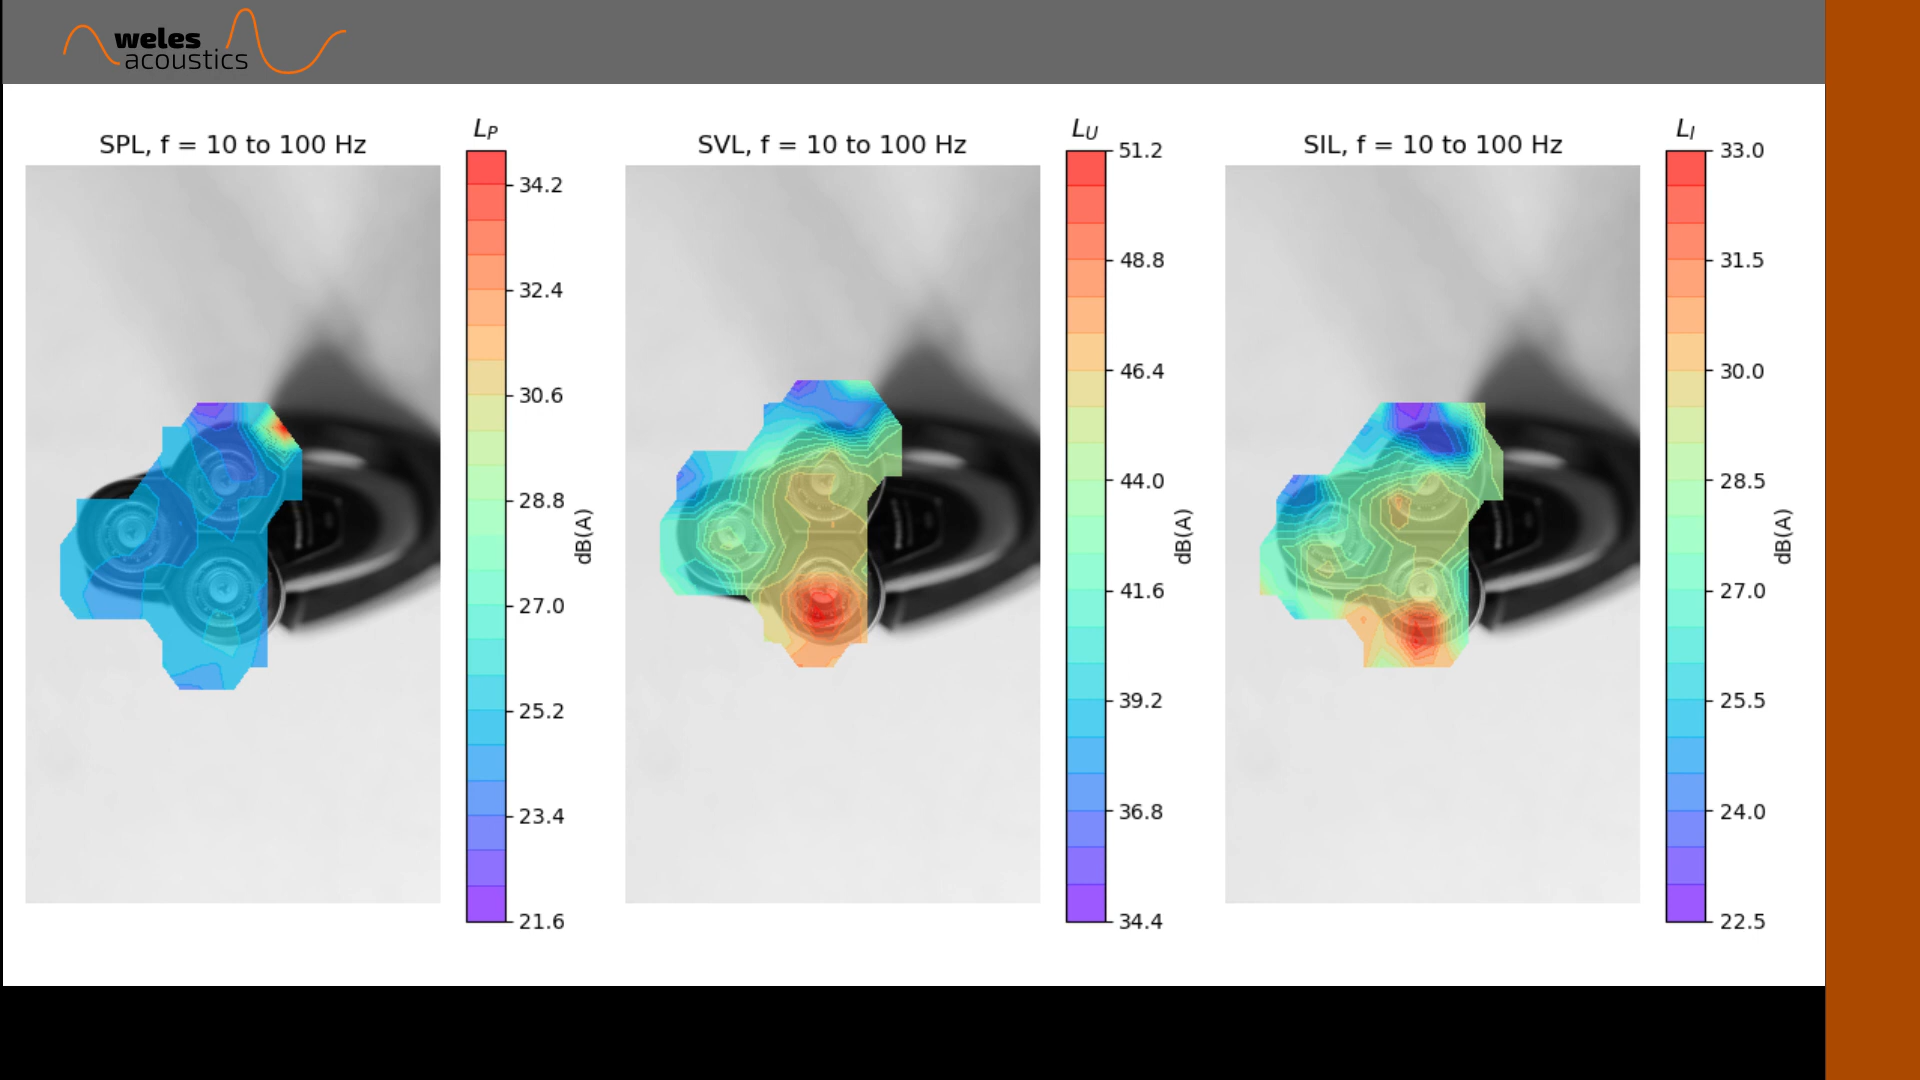 weles
acoustics
SPL, f = 10 to 100 Hz
L_P
34.2
32.4
30.6
28.8
27.0
25.2
23.4
21.6
dB(A)
SVL, f = 10 to 100 Hz
L_U
51.2
48.8
46.4
44.0
41.6
39.2
36.8
34.4
dB(A)
SIL, f = 10 to 100 Hz
L_I
33.0
31.5
30.0
28.5
27.0
25.5
24.0
22.5
dB(A)